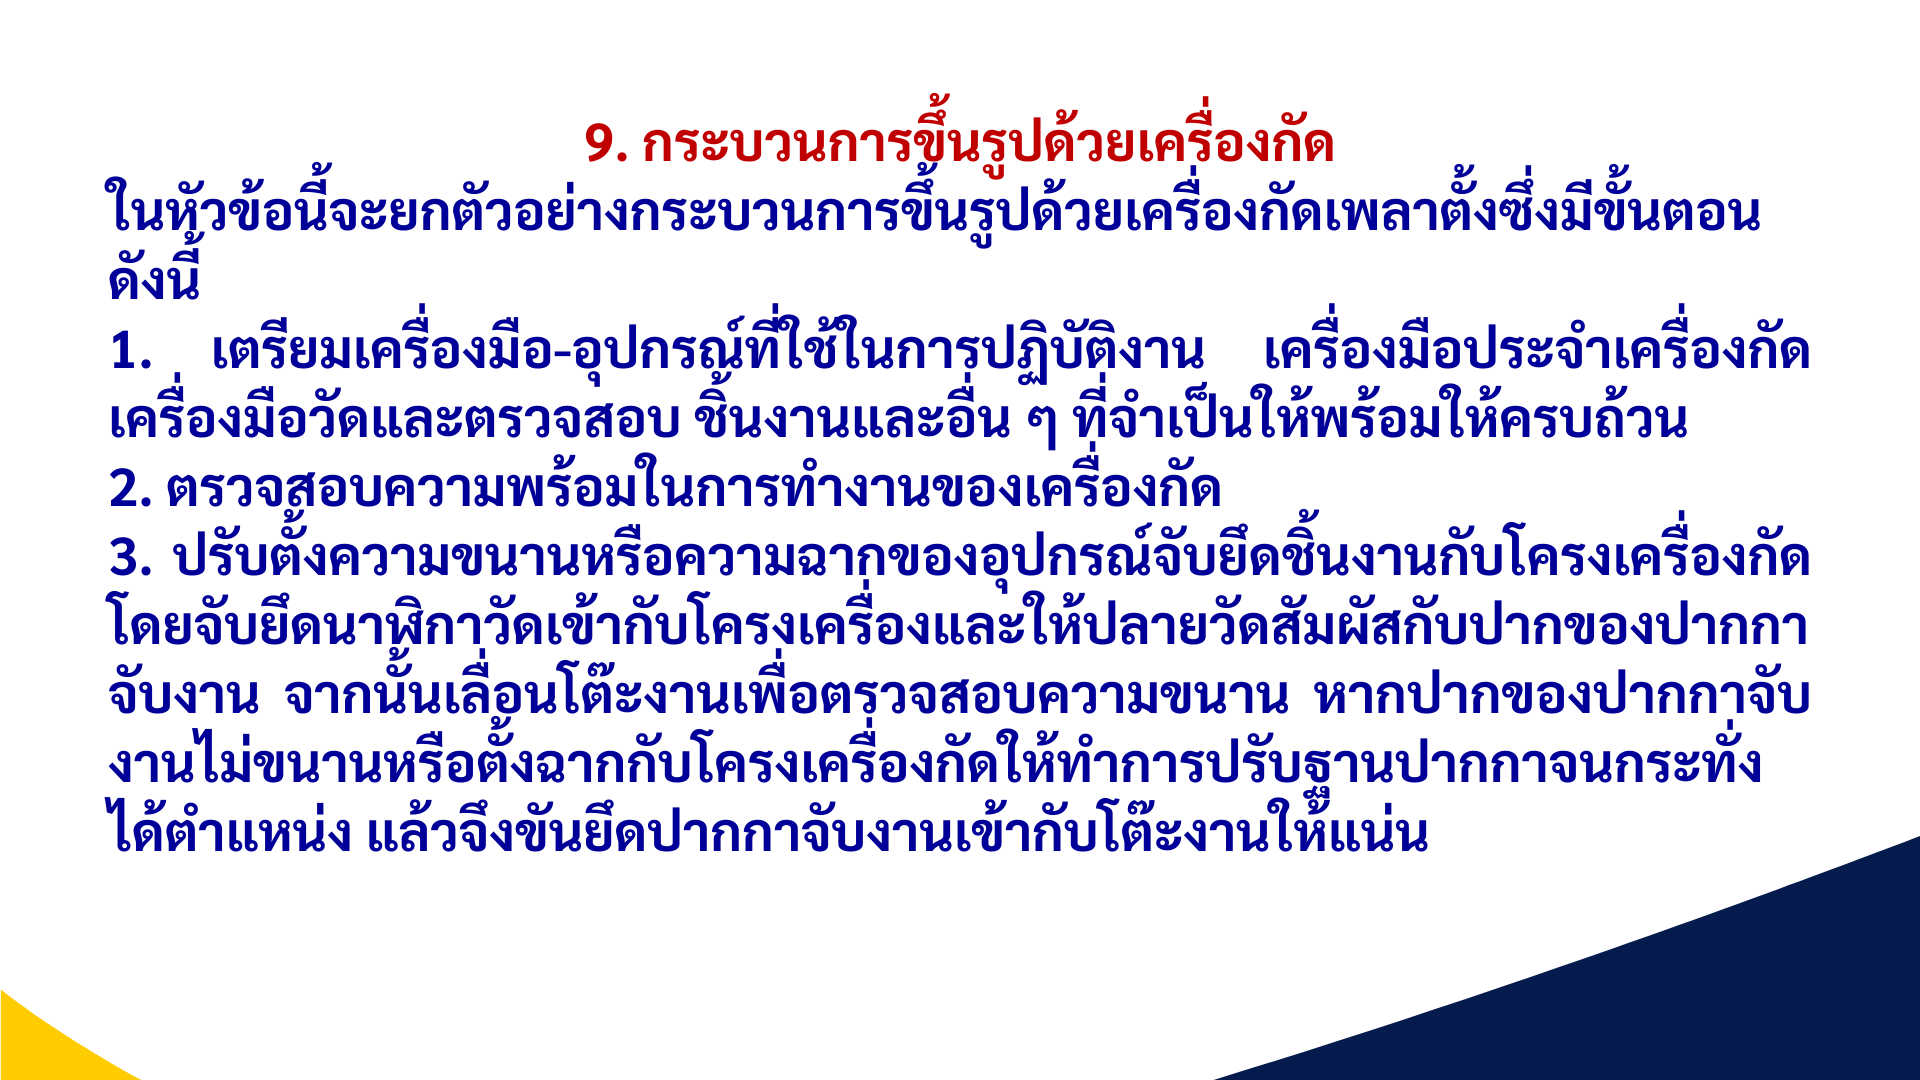 9. กระบวนการขึ้นรูปด้วยเครื่องกัด
ในหัวข้อนี้จะยกตัวอย่างกระบวนการขึ้นรูปด้วยเครื่องกัดเพลาตั้งซึ่งมีขั้นตอน
ดังนี้
1. เตรียมเครื่องมือ-อุปกรณ์ที่ใช้ในการปฏิบัติงาน เครื่องมือประจำเครื่องกัด
เครื่องมือวัดและตรวจสอบ ชิ้นงานและอื่น ๆ ที่จำเป็นให้พร้อมให้ครบถ้วน
2. ตรวจสอบความพร้อมในการทำงานของเครื่องกัด
3. ปรับตั้งความขนานหรือความฉากของอุปกรณ์จับยึดชิ้นงานกับโครงเครื่องกัด
โดยจับยึดนาฬิกาวัดเข้ากับโครงเครื่องและให้ปลายวัดสัมผัสกับปากของปากกา
จับงาน จากนั้นเลื่อนโต๊ะงานเพื่อตรวจสอบความขนาน หากปากของปากกาจับ
งานไม่ขนานหรือตั้งฉากกับโครงเครื่องกัดให้ทำการปรับฐานปากกาจนกระทั่ง
ได้ตำแหน่ง แล้วจึงขันยึดปากกาจับงานเข้ากับโต๊ะงานให้แน่น